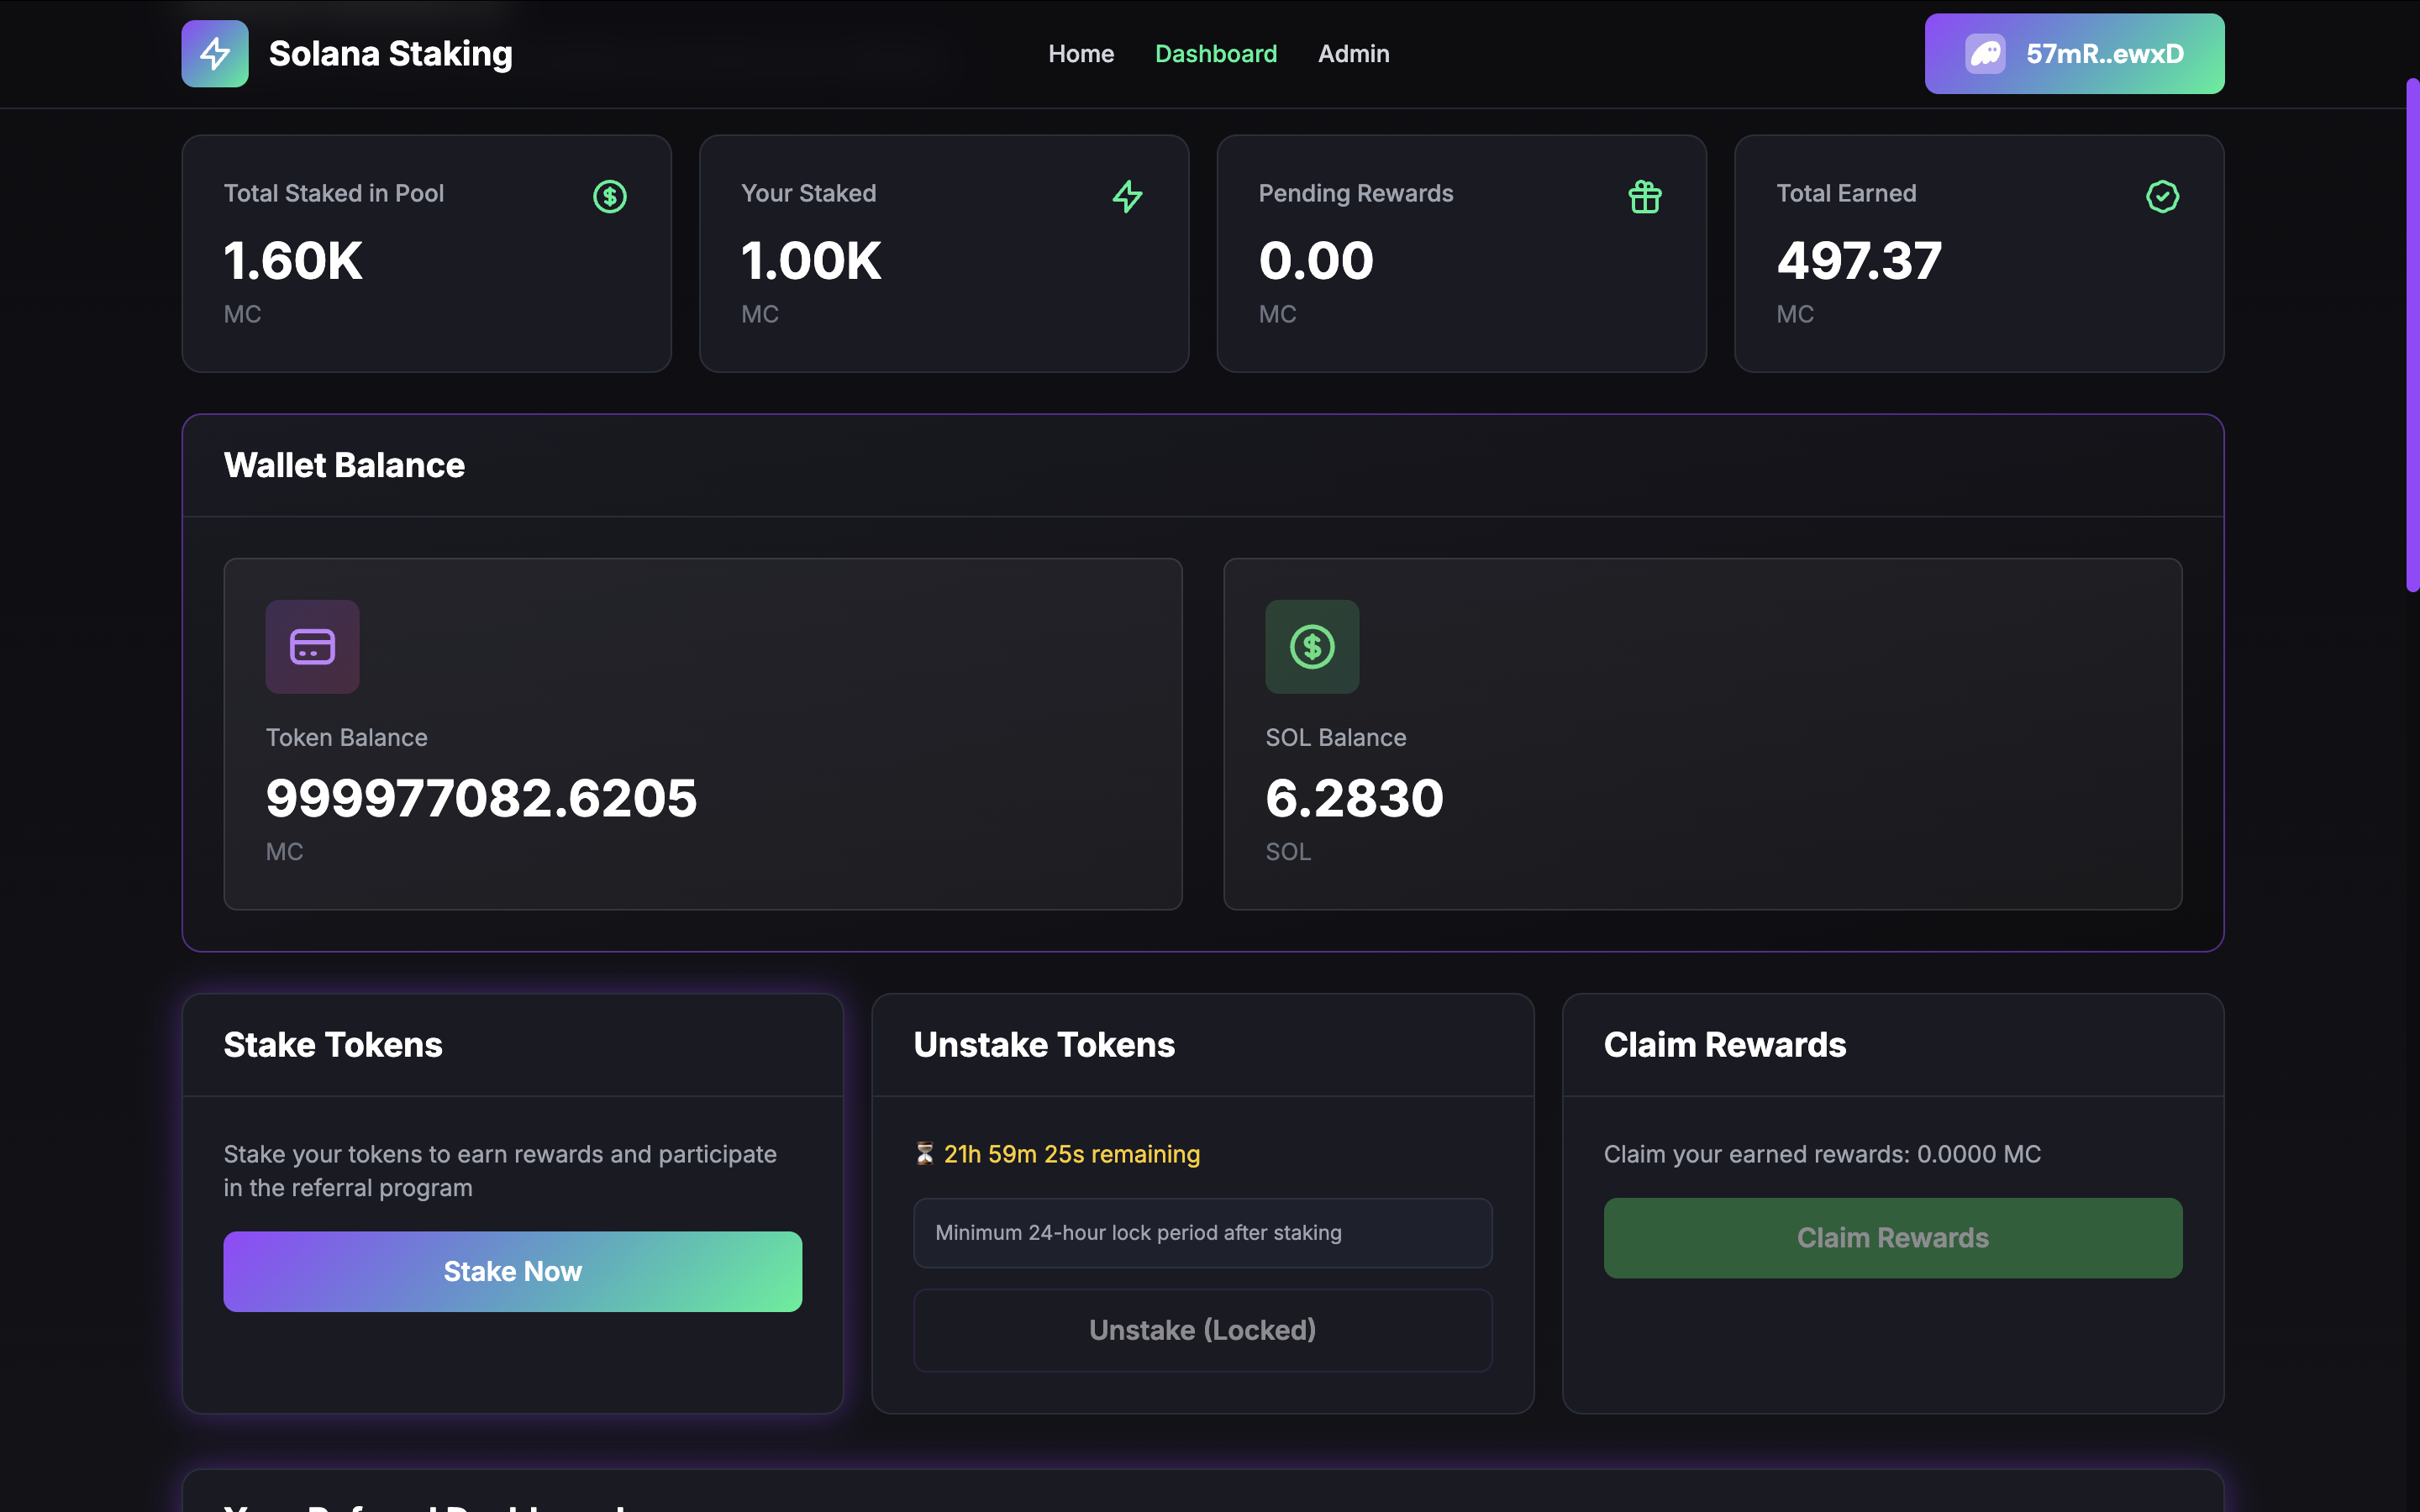 Solana Staking
Home
Dashboard
Admin
57mR..ewxD
Total Staked in Pool
1.60K
MC
Your Staked
1.00K
MC
Pending Rewards
0.00
MC
Total Earned
497.37
MC
Wallet Balance
Token Balance
999977082.6205
MC
SOL Balance
6.2830
SOL
Stake Tokens
Stake your tokens to earn rewards and participate
in the referral program
Stake Now
Unstake Tokens
⏳ 21h 59m 25s remaining
Minimum 24-hour lock period after staking
Unstake (Locked)
Claim Rewards
Claim your earned rewards: 0.0000 MC
Claim Rewards
Your Referral Dashboard